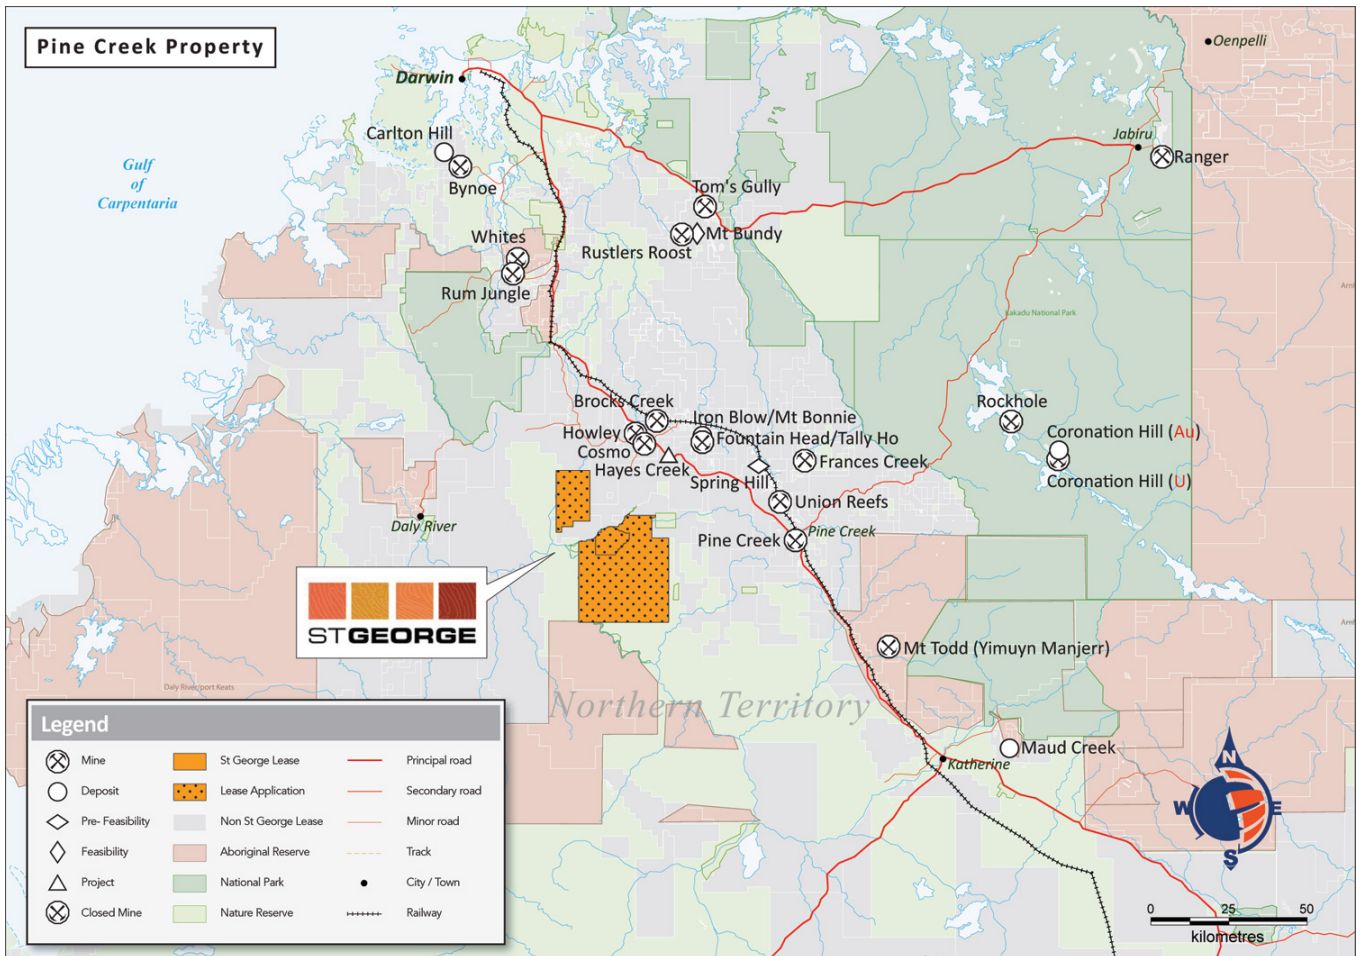 Pine Creek Property
Darwin
Oenpelli
Carlton Hill
Bynoe
Jabiru
Ranger
Gulf
of
Carpentaria
Tom's Gully
Mt Bundy
Rustlers Roost
Whites
Rum Jungle
Kakadu National Park
Brocks Creek
Iron Blow/Mt Bonnie
Howley
Fountain Head/Tally Ho
Cosmo
Hayes Creek
Frances Creek
Spring Hill
Union Reefs
Rockhole
Coronation Hill (Au)
Coronation Hill (U)
Daly River
Pine Creek
Pine Creek
STGEORGE
Mt Todd (Yimuyn Manjerr)
Daly River/port Keats
Northern Territory
Maud Creek
Katherine
Legend
Mine
St George Lease
Principal road
Deposit
Lease Application
Secondary road
Pre- Feasibility
Non St George Lease
Minor road
Feasibility
Aboriginal Reserve
Track
Project
National Park
City / Town
Closed Mine
Nature Reserve
Railway
N
W
E
S
0 25 50
kilometres